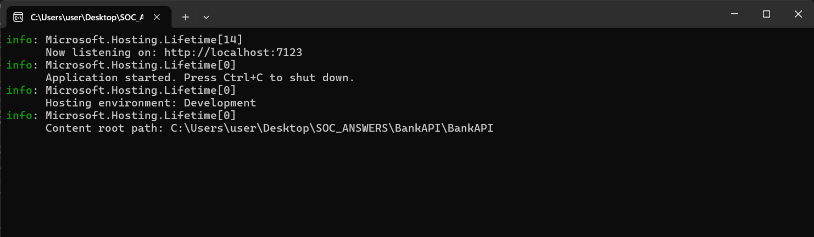 C:\Users\user\Desktop\SOC_A
info: Microsoft.Hosting.Lifetime[14]
Now listening on: http://localhost:7123
info: Microsoft.Hosting.Lifetime[0]
Application started. Press Ctrl+C to shut down.
info: Microsoft.Hosting.Lifetime[0]
Hosting environment: Development
info: Microsoft.Hosting.Lifetime[0]
Content root path: C:\Users\user\Desktop\SOC_ANSWERS\BankAPI\BankAPI